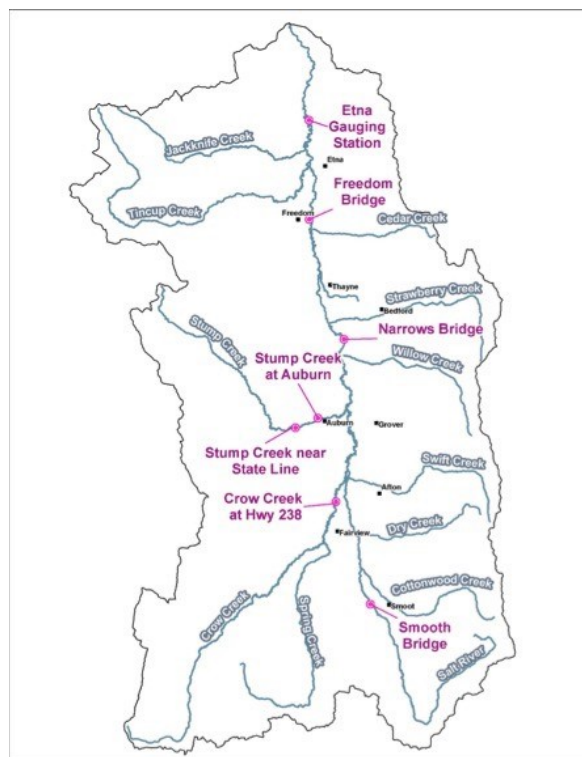 Etna
Gauging
Station
Jackknife Creek
Etna
Freedom
Bridge
Tincup Creek
Freedom
Cedar Creek
Thayne
Strawberry Creek
Bedford
Stump Creek
Narrows Bridge
Stump Creek
at Auburn
Willow Creek
Auburn
Grover
Stump Creek near
State Line
Swift Creek
Afton
Crow Creek
at Hwy 238
Dry Creek
Fairview
Cottonwood Creek
Crow Creek
Spring Creek
Smoot
Smooth
Bridge
Salt River